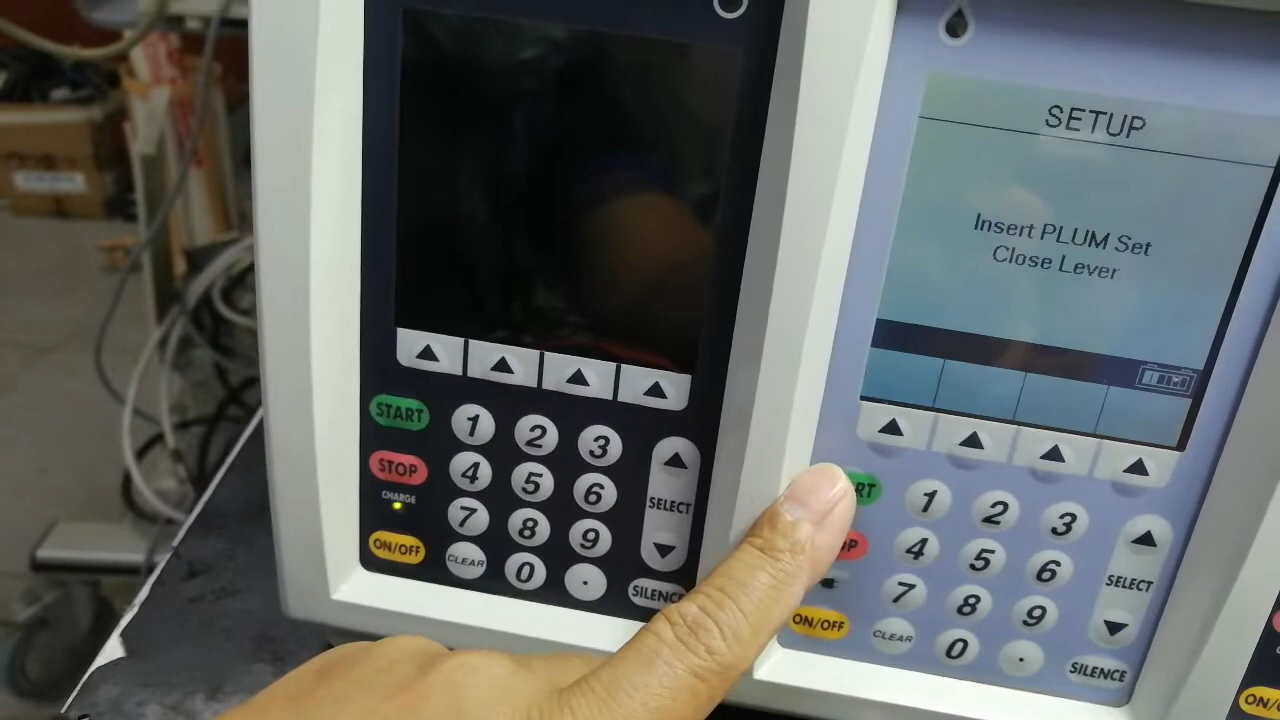 START
1
2
3
STOP
4
5
6
SELECT
CHARGE
7
8
9
ON/OFF
CLEAR
0
.
SETUP
Insert PLUM Set
Close Lever
RT
1
2
3
4
5
6
SELECT
7
8
9
ON/OFF
CLEAR
0
.
SILENCE